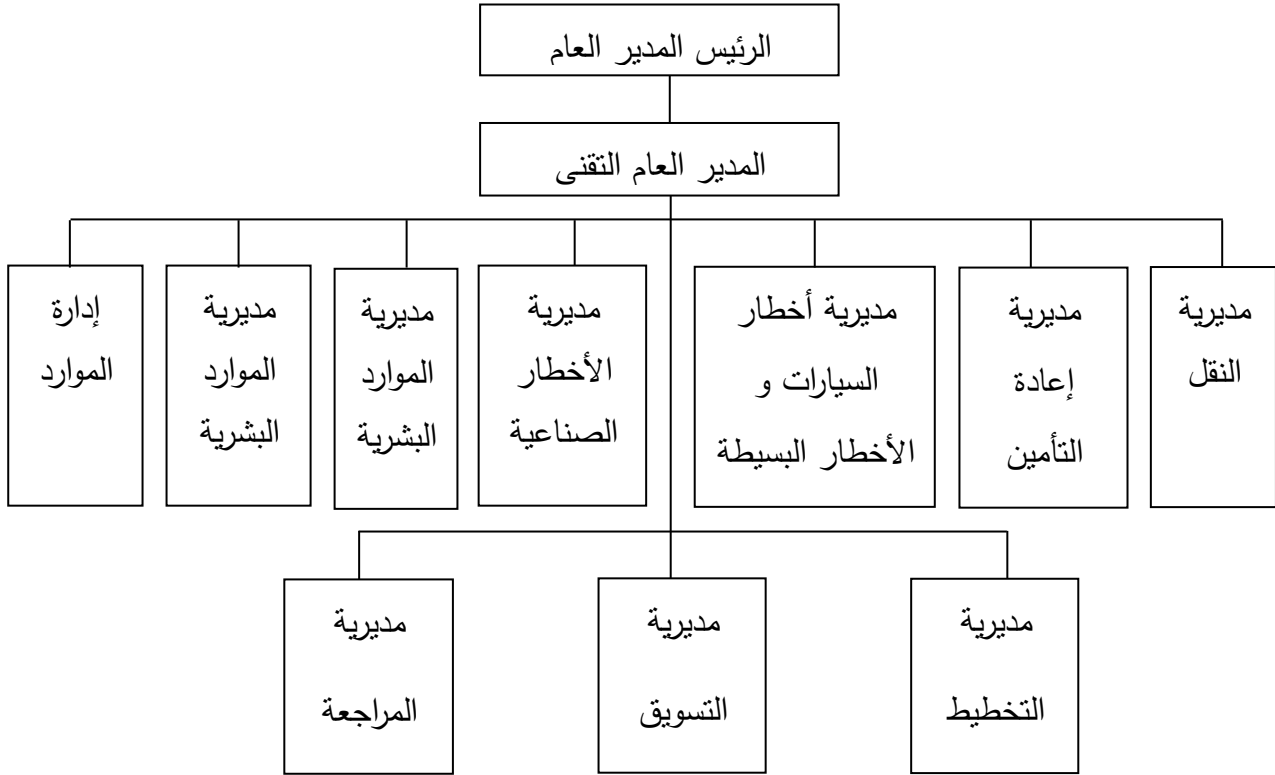 الرئيس المدير العام
المدير العام التقنى
مديرية
النقل
مديرية
إعادة
التأمين
مديرية أخطار
السيارات و
الأخطار البسيطة
مديرية
الأخطار
الصناعية
مديرية
الموارد
البشرية
مديرية
الموارد
البشرية
إدارة
الموارد
مديرية
التخطيط
مديرية
التسويق
مديرية
المراجعة